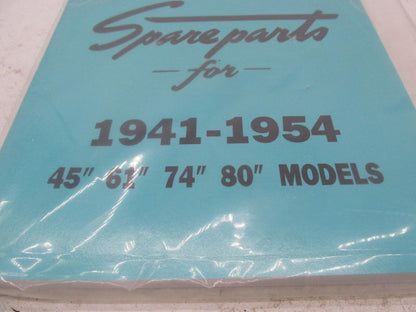 Spare parts
-for-
1941-1954
45" 61" 74" 80" MODELS